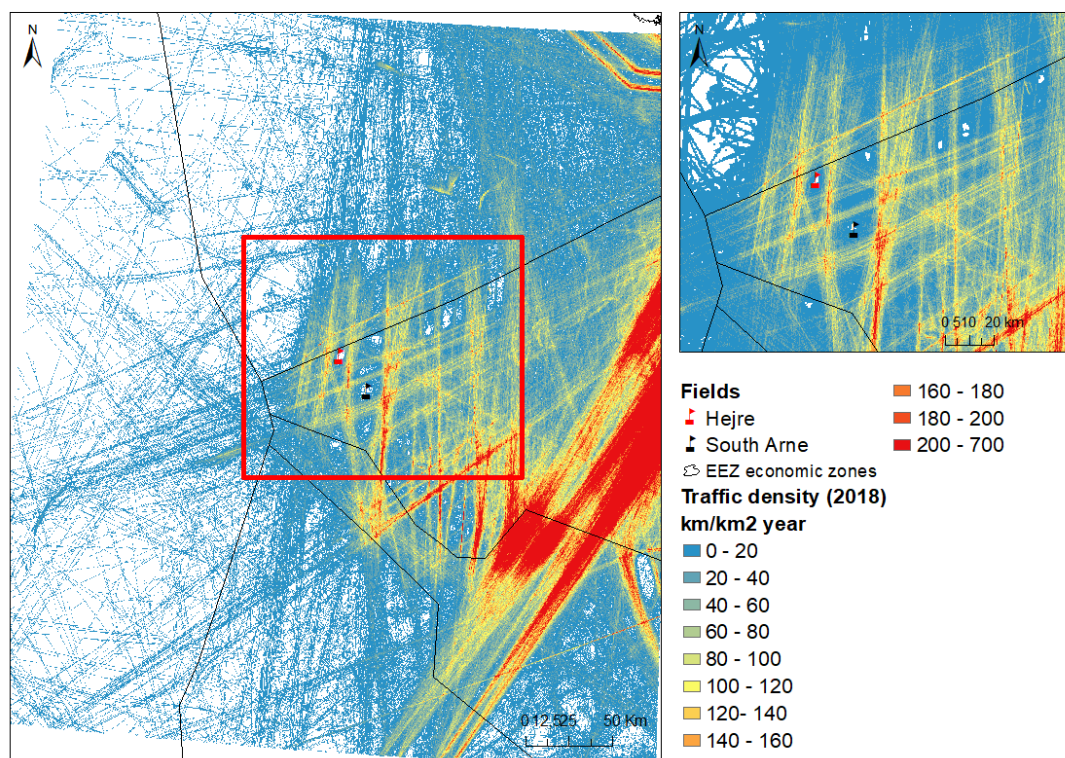 N
0 12,525 50 Km
N
0 510 20 km
Fields
Hejre
South Arne
EEZ economic zones
Traffic density (2018)
km/km2 year
0 - 20
20 - 40
40 - 60
60 - 80
80 - 100
100 - 120
120- 140
140 - 160
160 - 180
180 - 200
200 - 700